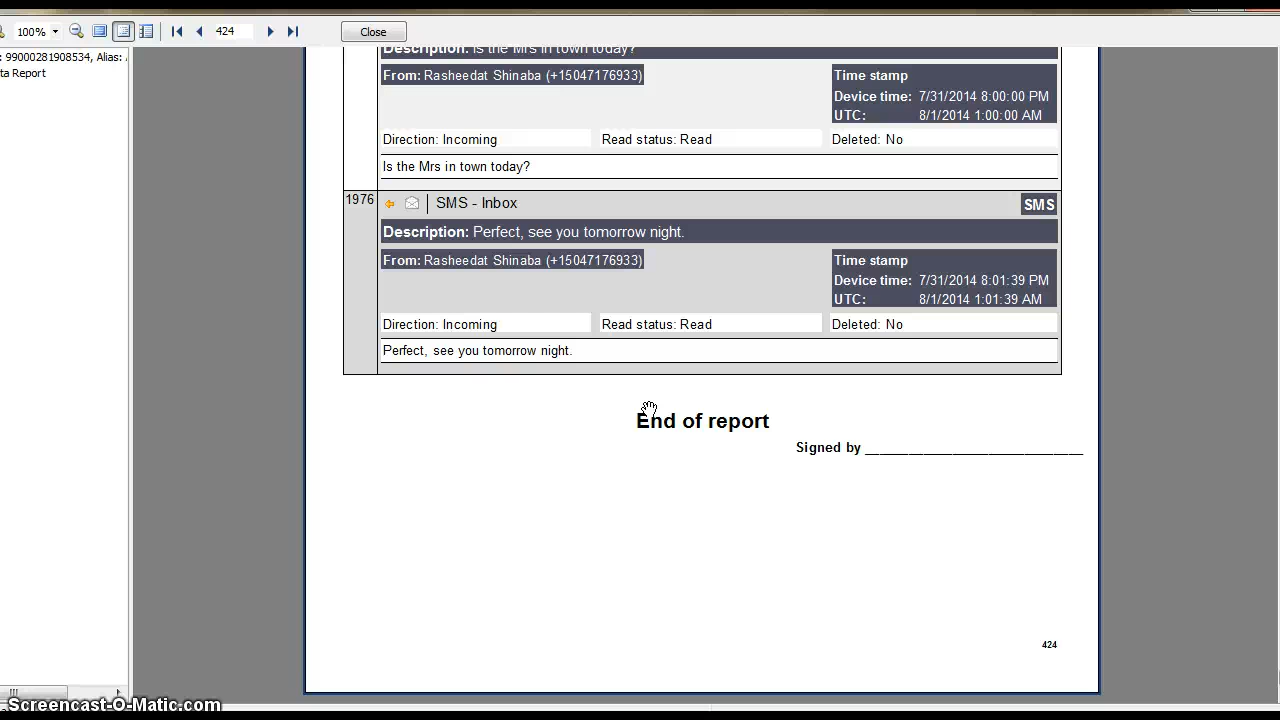 100%
424
Close
: 99000281908534, Alias:
ta Report
Description: Is the Mrs in town today?
From: Rasheedat Shinaba (+15047176933)
Time stamp
Device time: 7/31/2014 8:00:00 PM
UTC: 8/1/2014 1:00:00 AM
Direction: Incoming Read status: Read Deleted: No
Is the Mrs in town today?
1976 SMS - Inbox SMS
Description: Perfect, see you tomorrow night.
From: Rasheedat Shinaba (+15047176933)
Time stamp
Device time: 7/31/2014 8:01:39 PM
UTC: 8/1/2014 1:01:39 AM
Direction: Incoming Read status: Read Deleted: No
Perfect, see you tomorrow night.
End of report
Signed by ______________________________
424
Screencast-O-Matic.com